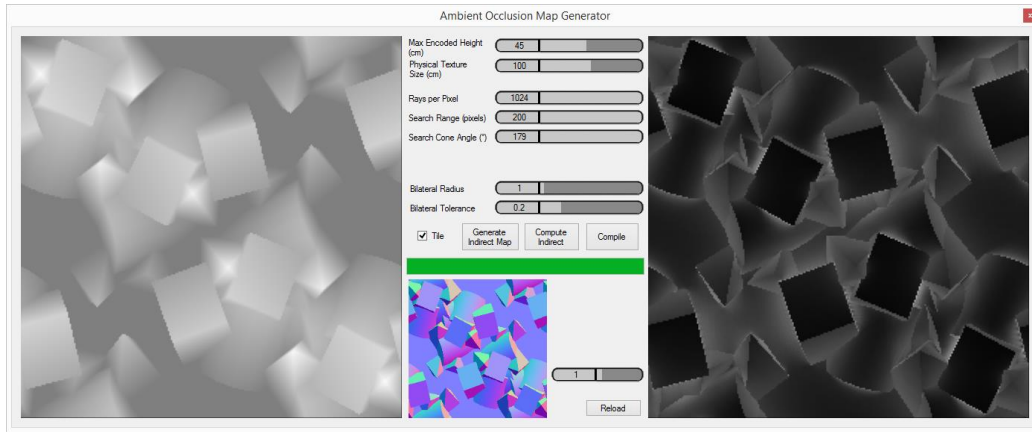 Ambient Occlusion Map Generator
x
Max Encoded Height
(cm)
45
Physical Texture
Size (cm)
100
Rays per Pixel
1024
Search Range (pixels)
200
Search Cone Angle (°)
179
Bilateral Radius
1
Bilateral Tolerance
0.2
Tile
Generate
Indirect Map
Compute
Indirect
Compile
1
Reload